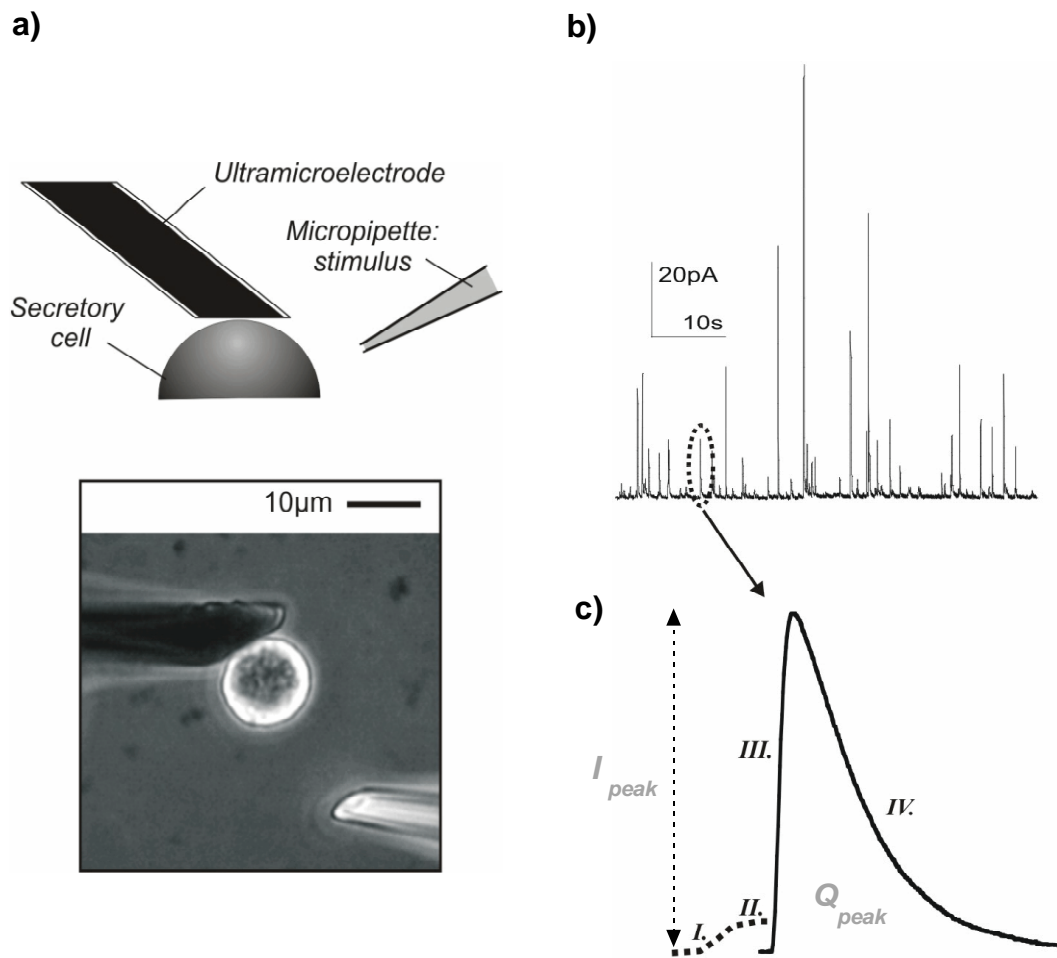 a)
Ultramicroelectrode
Micropipette:
stimulus
Secretory
cell
10µm
b)
20pA
10s
c)
I peak
I.
II.
III.
IV.
Q peak